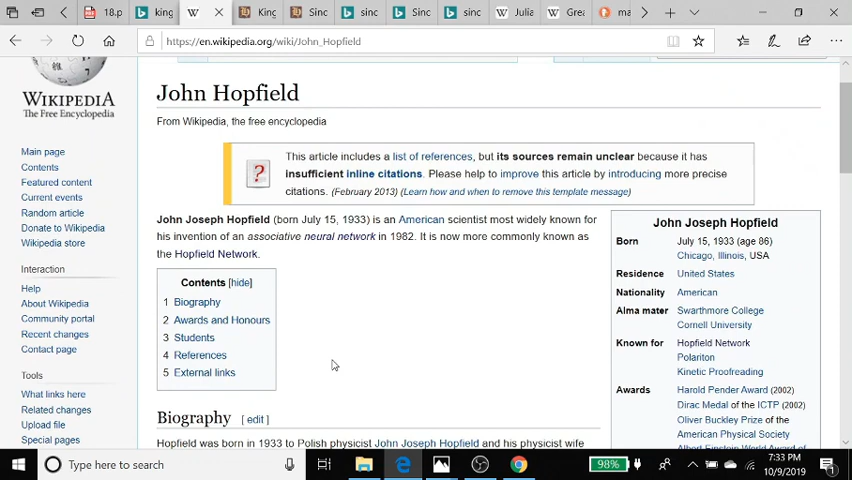 18.p
king
King
Sinc
sinc
Sinc
sinc
Julia
Gre
ma
https://en.wikipedia.org/wiki/John_Hopfield
WIKIPEDIA
The Free Encyclopedia
Main page
Contents
Featured content
Current events
Random article
Donate to Wikipedia
Wikipedia store
Interaction
Help
About Wikipedia
Community portal
Recent changes
Contact page
Tools
What links here
Related changes
Upload file
Special pages
John Hopfield
From Wikipedia, the free encyclopedia
?
This article includes a list of references, but its sources remain unclear because it has
insufficient inline citations. Please help to improve this article by introducing more precise
citations. (February 2013) (Learn how and when to remove this template message)
John Joseph Hopfield (born July 15, 1933) is an American scientist most widely known for
his invention of an associative neural network in 1982. It is now more commonly known as
the Hopfield Network.
Contents [hide]
1 Biography
2 Awards and Honours
3 Students
4 References
5 External links
Biography [ edit ]
Hopfield was born in 1933 to Polish physicist John Joseph Hopfield and his physicist wife
John Joseph Hopfield
Born July 15, 1933 (age 86)
Chicago, Illinois, USA
Residence United States
Nationality American
Alma mater Swarthmore College
Cornell University
Known for Hopfield Network
Polariton
Kinetic Proofreading
Awards Harold Pender Award (2002)
Dirac Medal of the ICTP (2002)
Oliver Buckley Prize of the
American Physical Society
Albert Einstein World Award of
Type here to search
98%
7:33 PM
10/9/2019
1